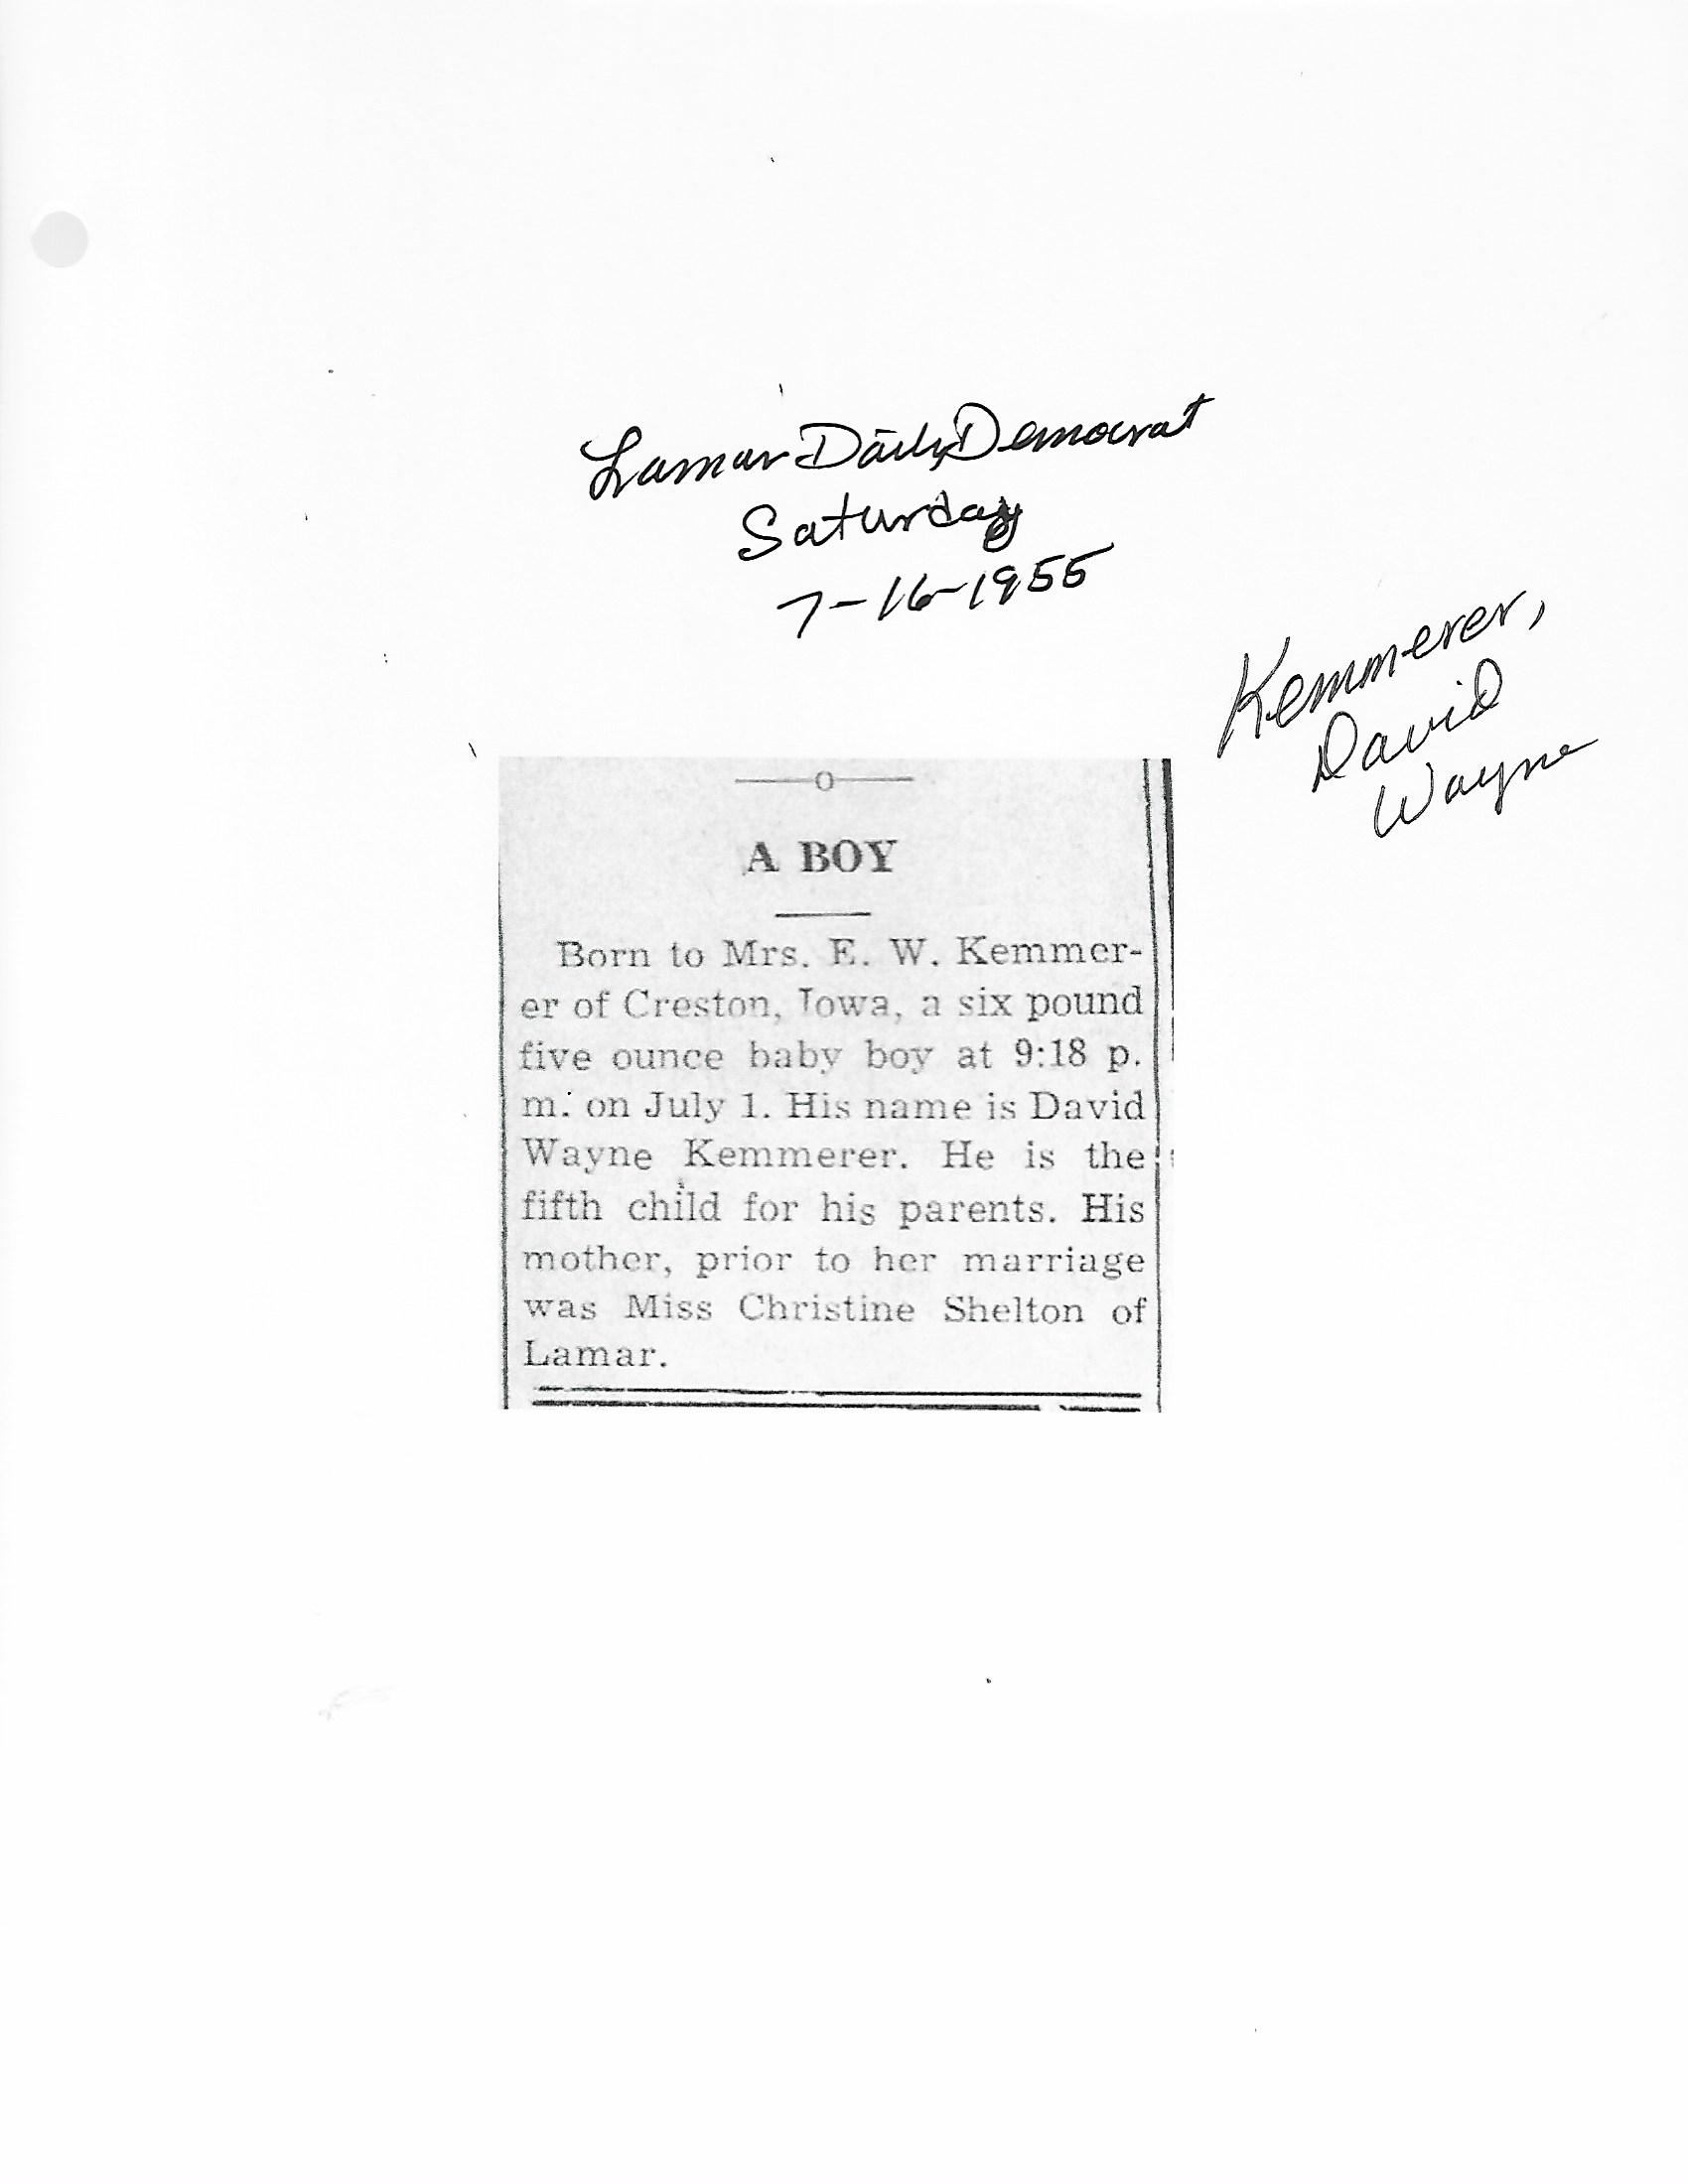 Lamar Daily Democrat
Saturday
7-16-1955
Kemmerer,
David
Wayne
A BOY
Born to Mrs. E. W. Kemmer-
er of Creston, Iowa, a six pound
five ounce baby boy at 9:18 p.
m. on July 1. His name is David
Wayne Kemmerer. He is the
fifth child for his parents. His
mother, prior to her marriage
was Miss Christine Shelton of
Lamar.